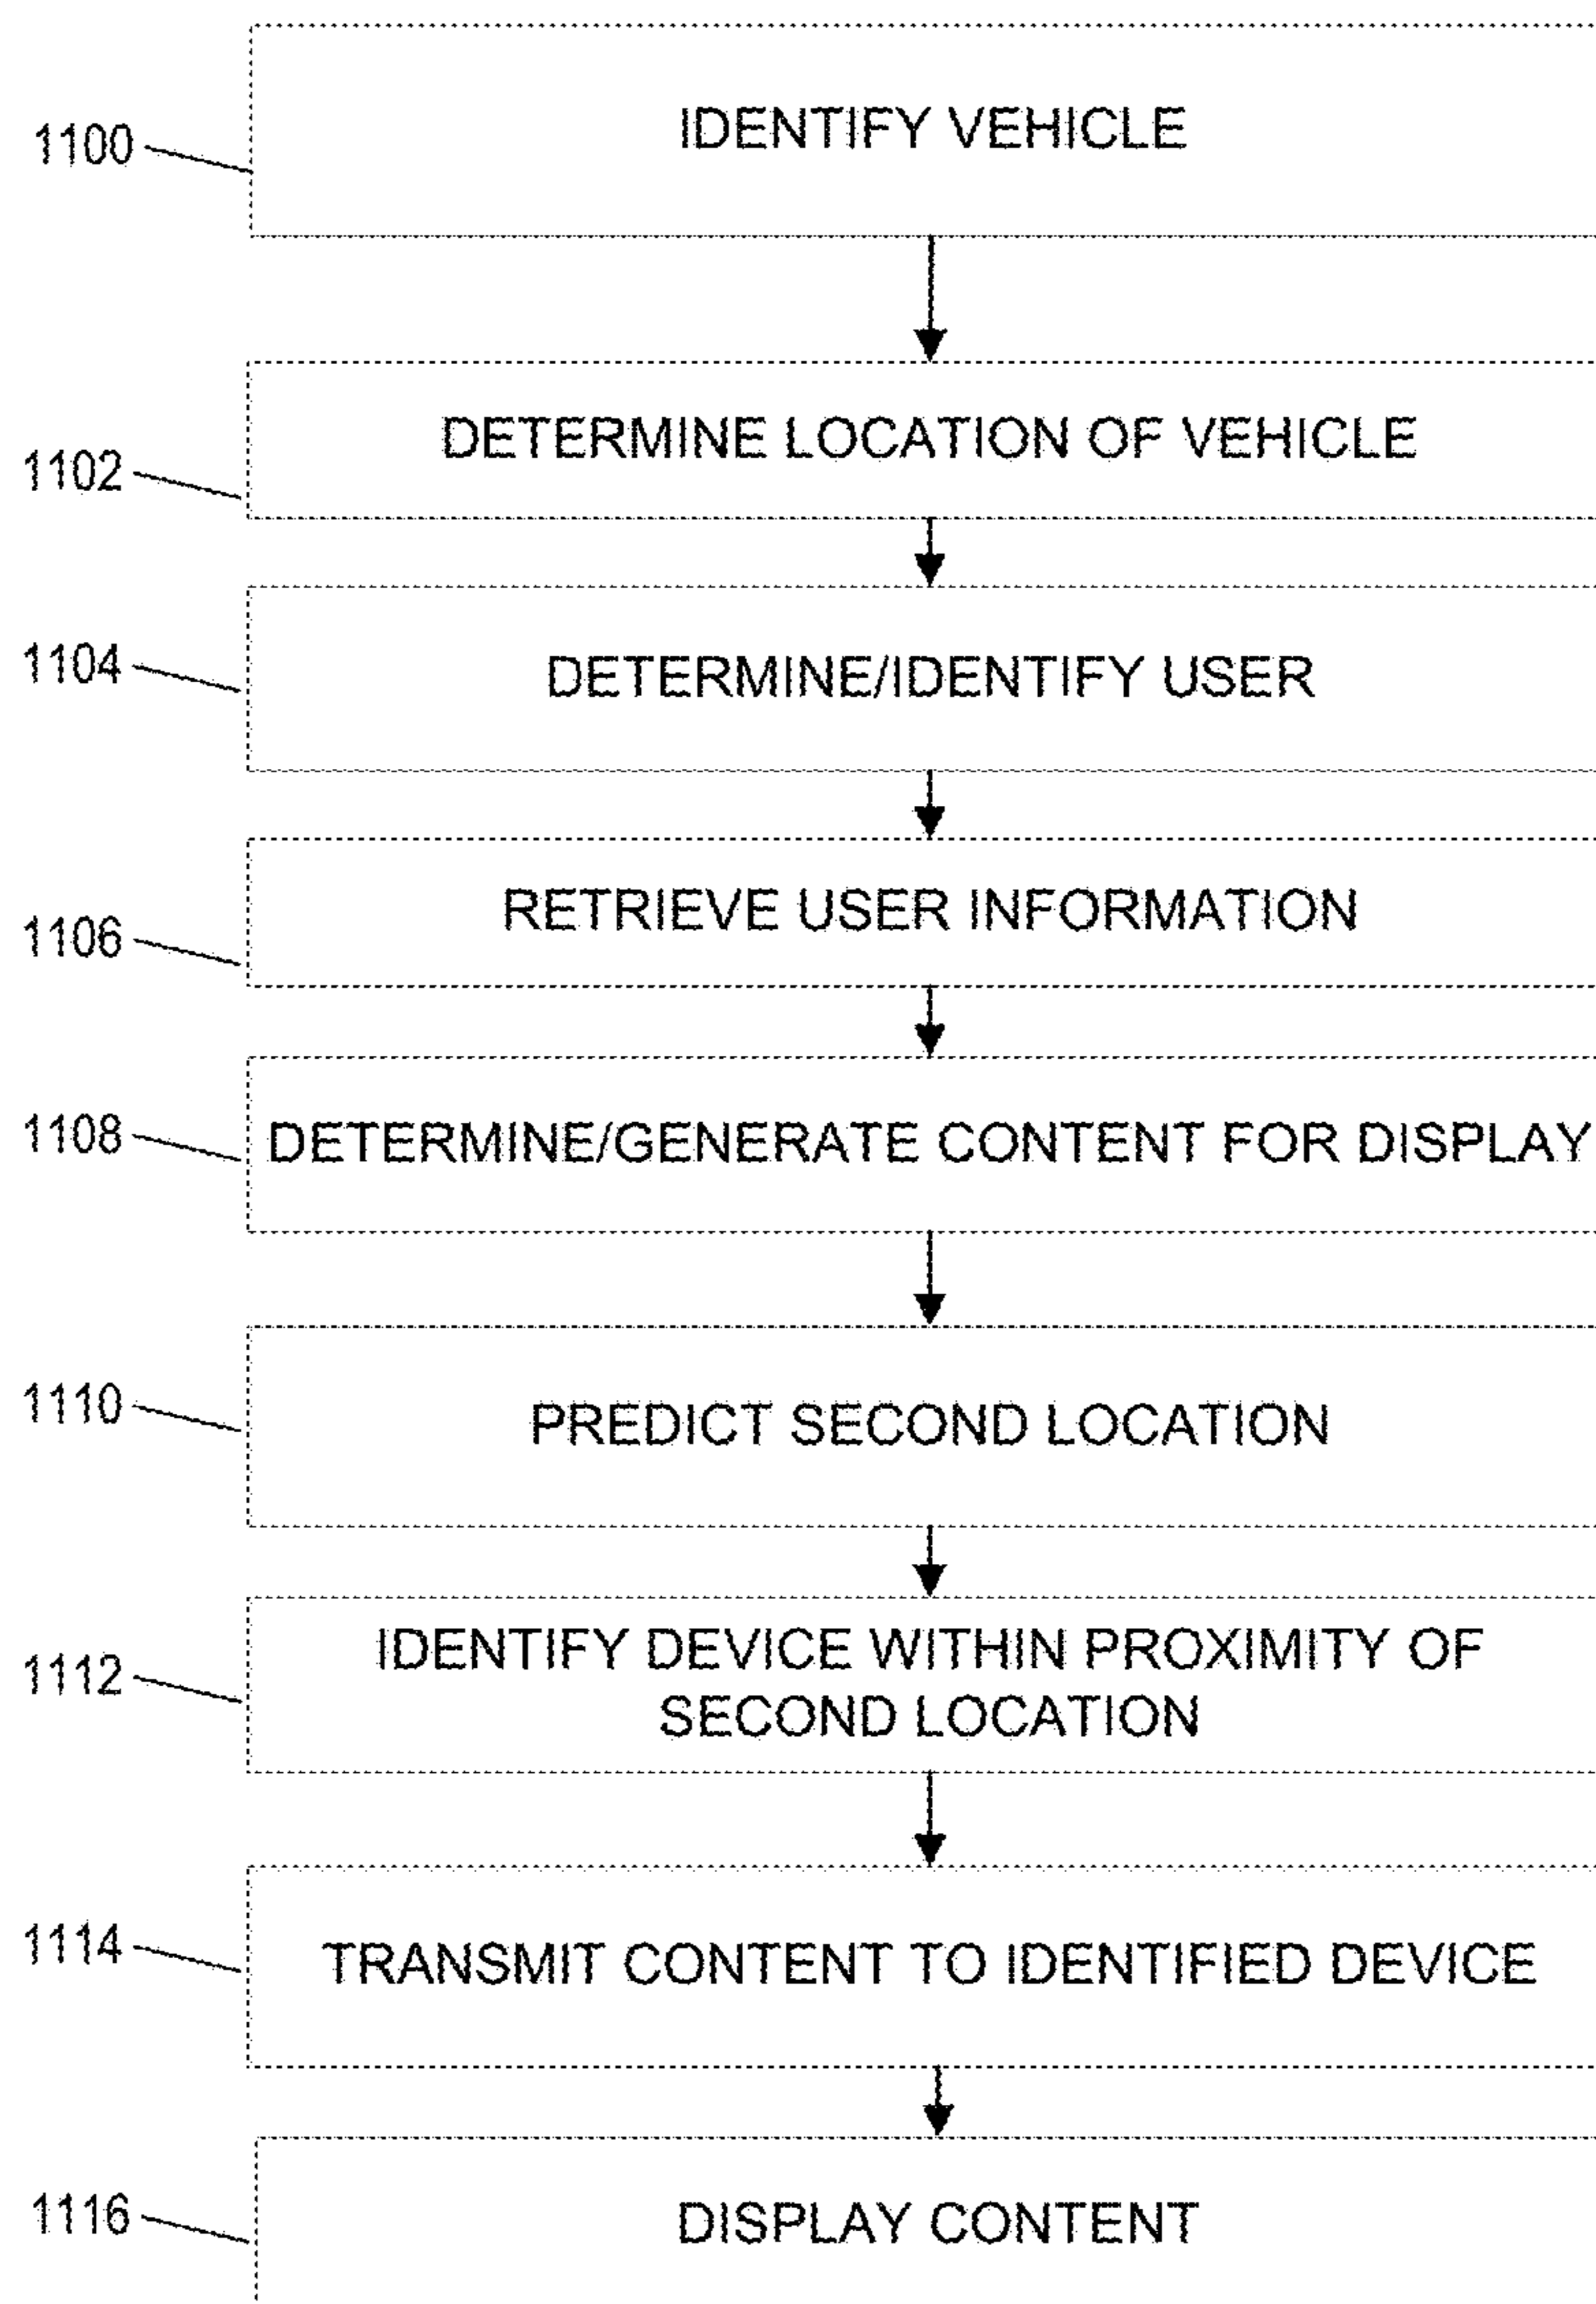 1100
IDENTIFY VEHICLE
1102
DETERMINE LOCATION OF VEHICLE
1104
DETERMINE/IDENTIFY USER
1106
RETRIEVE USER INFORMATION
1108
DETERMINE/GENERATE CONTENT FOR DISPLAY
1110
PREDICT SECOND LOCATION
1112
IDENTIFY DEVICE WITHIN PROXIMITY OF
SECOND LOCATION
1114
TRANSMIT CONTENT TO IDENTIFIED DEVICE
1116
DISPLAY CONTENT